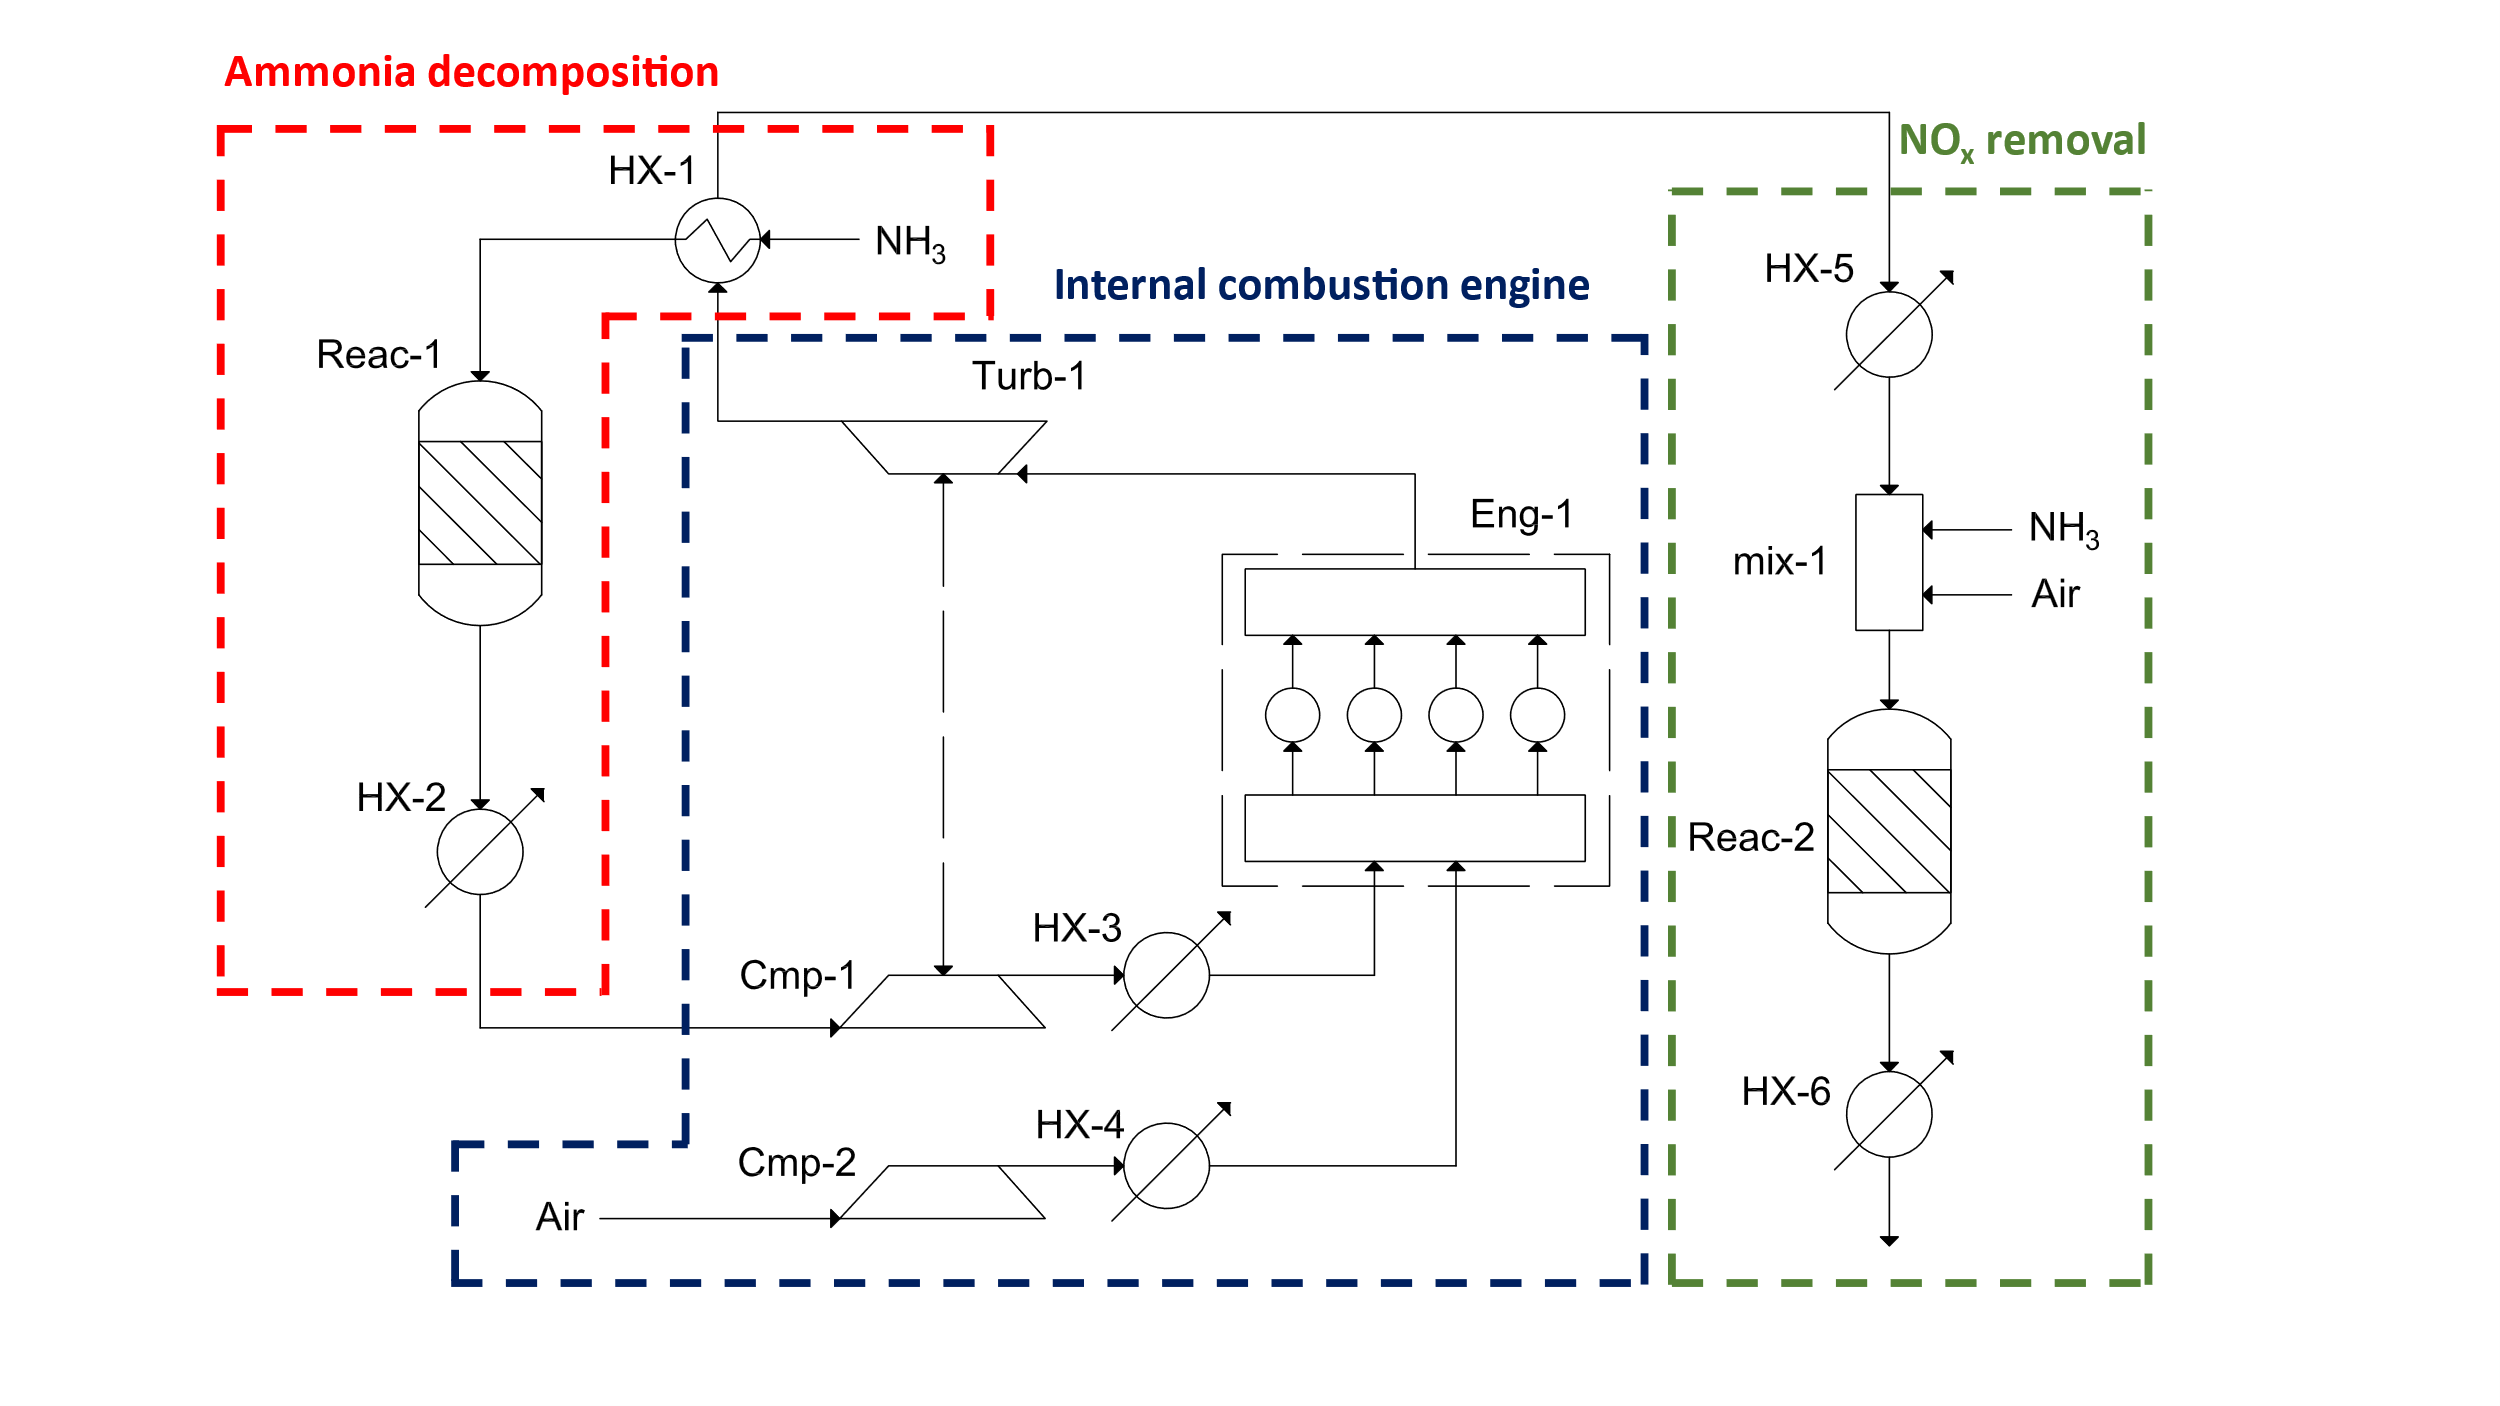 Ammonia decomposition
NOₓ removal
HX-1
NH₃
HX-5
Internal combustion engine
Reac-1
Turb-1
Eng-1
NH₃
mix-1
Air
HX-2
Reac-2
HX-3
Cmp-1
HX-6
HX-4
Cmp-2
Air